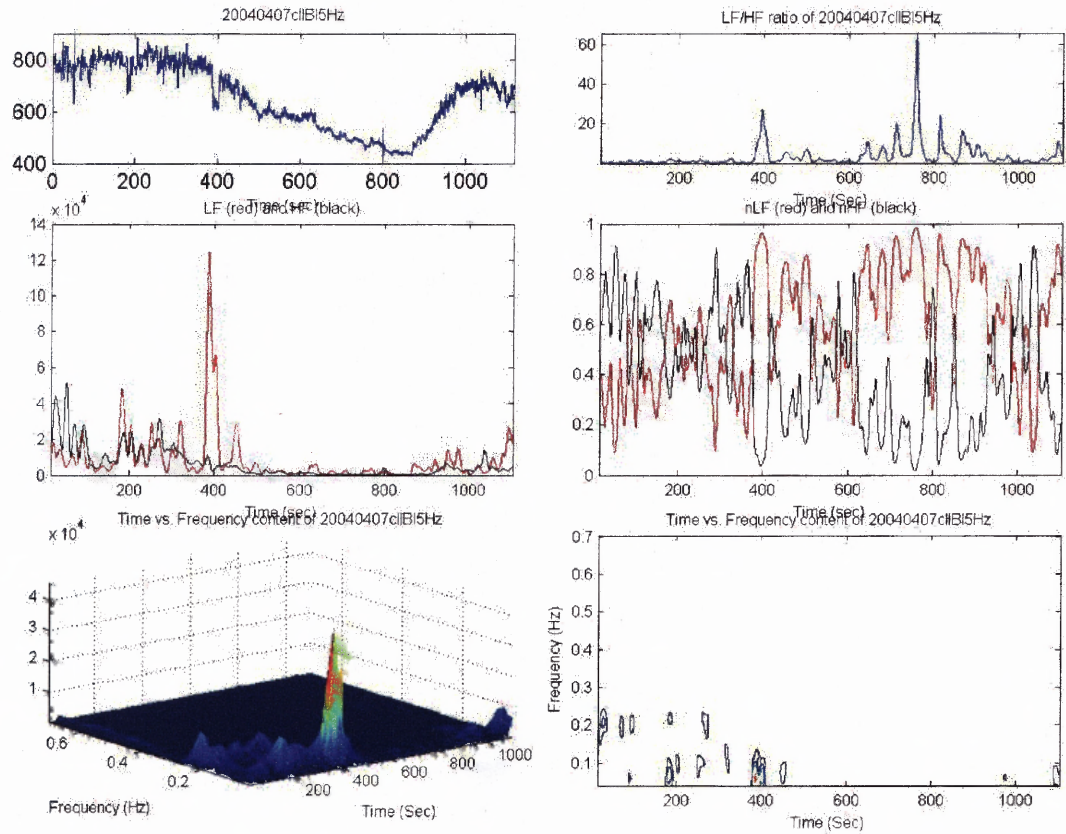 20040407cllBI5Hz
800
600
400
0 200 400 600 800 1000
Time (sec)
LF/HF ratio of 20040407cllBI5Hz
60
40
20
200 400 600 800 1000
Time (Sec)
LF (red) and HF (black)
x 10^4
14
12
10
8
6
4
2
0
200 400 600 800 1000
Time (sec)
nLF (red) and nHF (black)
1
0.8
0.6
0.4
0.2
0
200 400 600 800 1000
Time (sec)
Time vs. Frequency content of 20040407cllBI5Hz
x 10^4
4
3
2
1
0.6 0.4 0.2
200 400 600 800 1000
Frequency (Hz)
Time (Sec)
Time vs. Frequency content of 20040407cllBI5Hz
0.7
0.6
0.5
0.4
0.3
0.2
0.1
Frequency (Hz)
200 400 600 800 1000
Time (Sec)